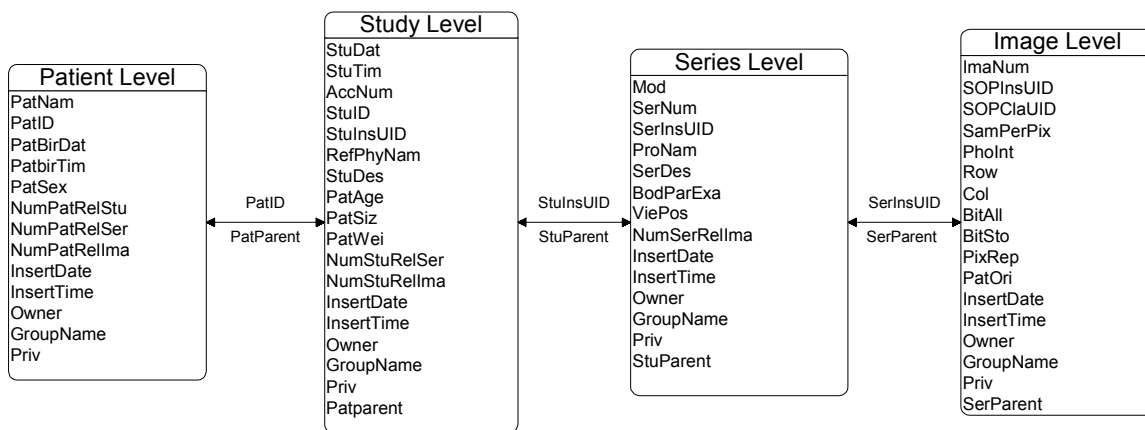 Patient Level
PatNam
PatID
PatBirDat
PatbirTim
PatSex
NumPatRelStu
NumPatRelSer
NumPatRelIma
InsertDate
InsertTime
Owner
GroupName
Priv
PatID
PatParent
Study Level
StuDat
StuTim
AccNum
StuID
StuInsUID
RefPhyNam
StuDes
PatAge
PatSiz
PatWei
NumStuRelSer
NumStuRelIma
InsertDate
InsertTime
Owner
GroupName
Priv
Patparent
StuInsUID
StuParent
Series Level
Mod
SerNum
SerInsUID
ProNam
SerDes
BodParExa
ViePos
NumSerRelIma
InsertDate
InsertTime
Owner
GroupName
Priv
StuParent
SerInsUID
SerParent
Image Level
ImaNum
SOPInsUID
SOPClaUID
SamPerPix
PhoInt
Row
Col
BitAll
BitSto
PixRep
PatOri
InsertDate
InsertTime
Owner
GroupName
Priv
SerParent